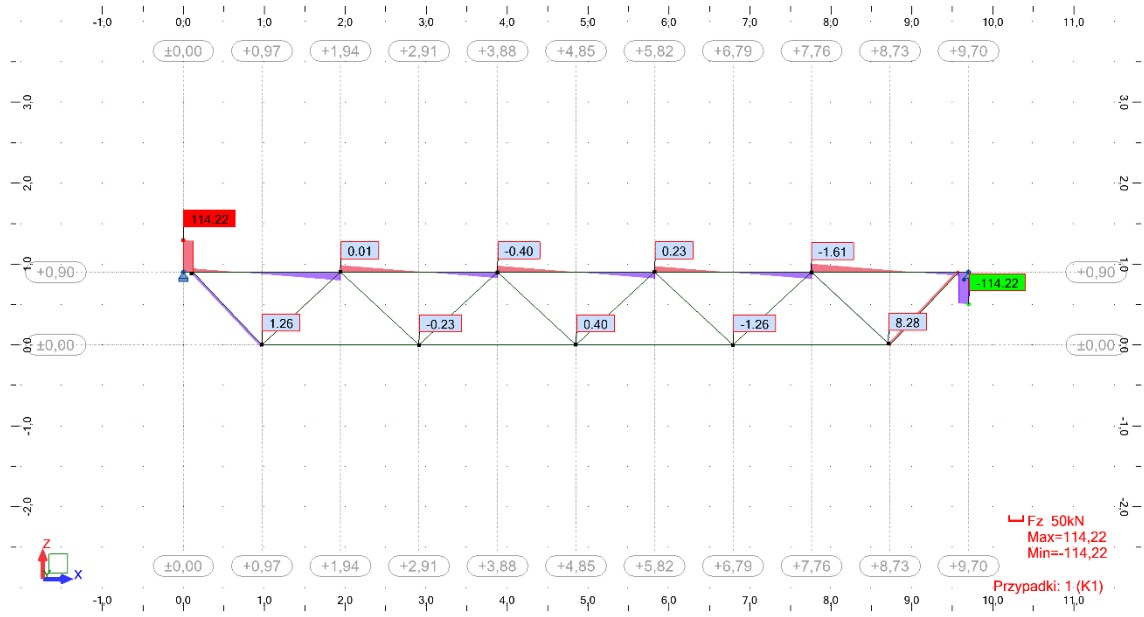 -1,0 0,0 1,0 2,0 3,0 4,0 5,0 6,0 7,0 8,0 9,0 10,0 11,0
±0,00 +0,97 +1,94 +2,91 +3,88 +4,85 +5,82 +6,79 +7,76 +8,73 +9,70
3,0 3,0
2,0 2,0
114.22
0.01 -0.40 0.23 -1.61
1,0 +0,90 +0,90 1,0
-114.22
1.26 -0.23 0.40 -1.26 8.28
0,0 ±0,00 ±0,00 0,0
-1,0 -1,0
-2,0 -2,0
Fz 50kN
Max=114,22
Min=-114,22
Z
X
±0,00 +0,97 +1,94 +2,91 +3,88 +4,85 +5,82 +6,79 +7,76 +8,73 +9,70
Przypadki: 1 (K1)
-1,0 0,0 1,0 2,0 3,0 4,0 5,0 6,0 7,0 8,0 9,0 10,0 11,0